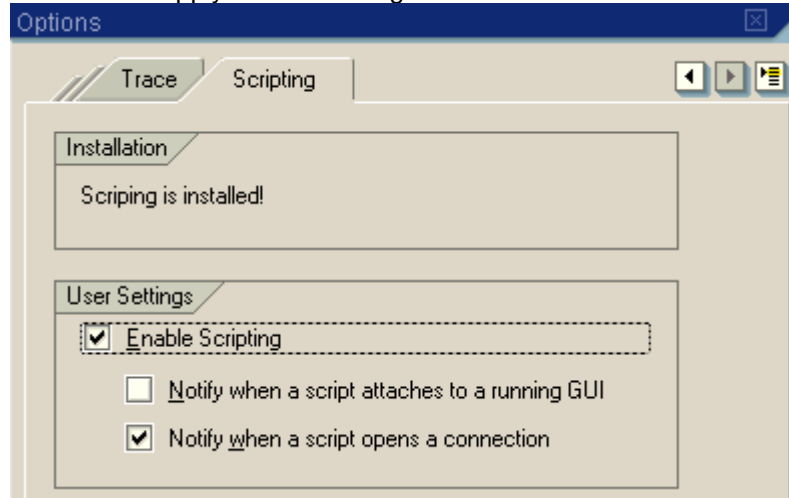 Options
Trace Scripting
Installation
Scriping is installed!
User Settings
Enable Scripting
Notify when a script attaches to a running GUI
Notify when a script opens a connection